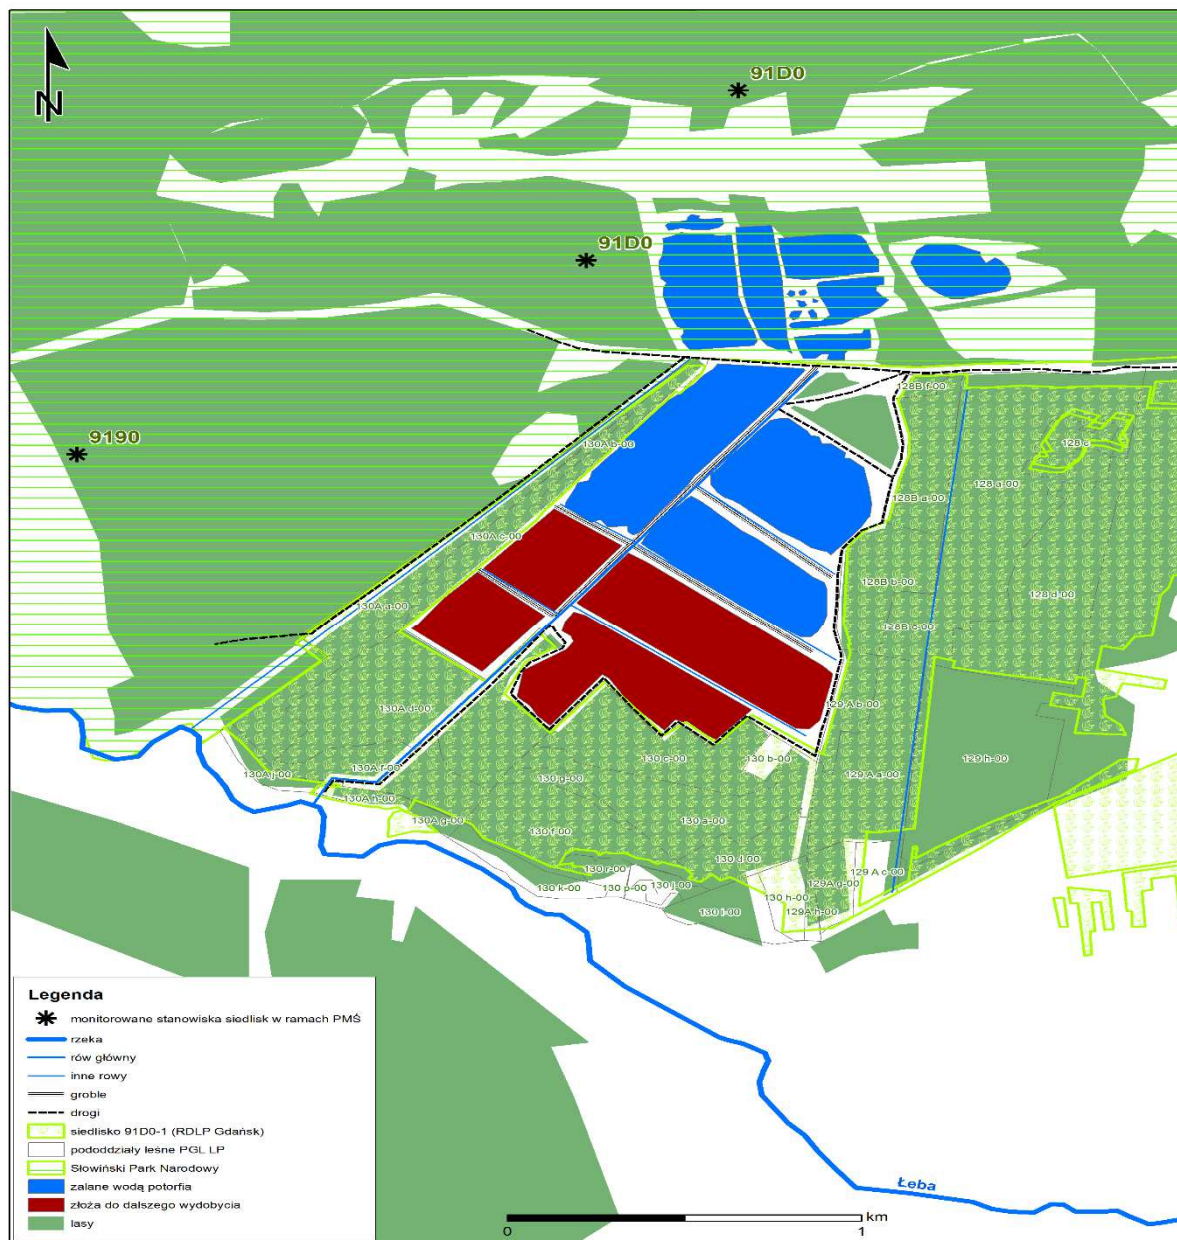 N
91D0
91D0
9190
128B f-00
130A b-00
128 c
128B a-00
128 a-00
130A c-00
128B b-00
128 d-00
130A a-00
128B c-00
129 A b-00
130A d-00
130 c-00
130 b-00
129 h-00
130A f-00
130 g-00
129 A a-00
130A j-00
130A h-00
130A g-00
130 f-00
130 a-00
130 d-00
130 r-00
129 A c-00
130 k-00
130 p-00
130 j-00
129A g-00
130 h-00
130 i-00
129A h-00
Legenda
monitorowane stanowiska siedlisk w ramach PMŚ
rzeka
rów główny
inne rowy
groble
drogi
siedlisko 91D0-1 (RDLP Gdańsk)
pododdziały leśne PGL LP
Słowiński Park Narodowy
zalane wodą potorfia
złoża do dalszego wydobycia
lasy
Łeba
km
0
1